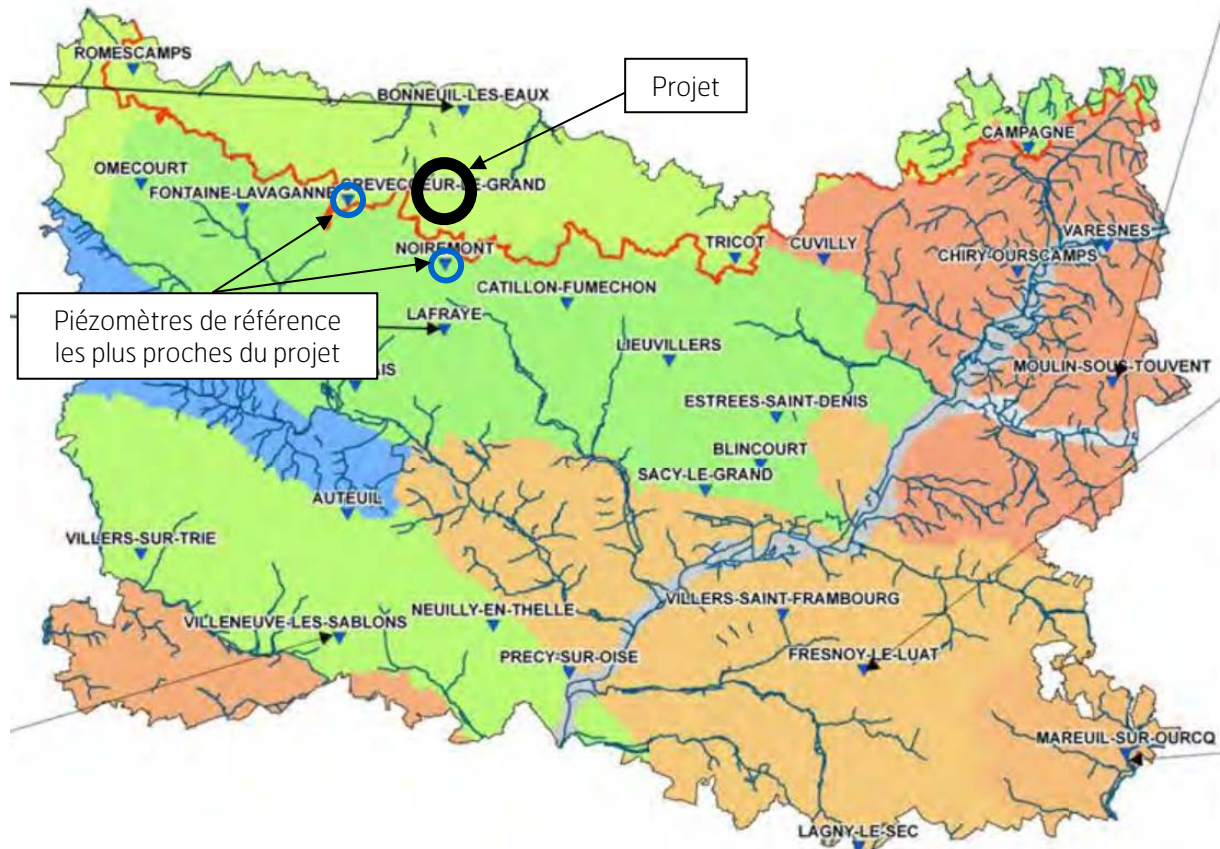 ROMESCAMPS
Projet
BONNEUIL-LES-EAUX
CAMPAGNE
OMECOURT
FONTAINE-LAVAGANNE
CREVECOEUR-LE-GRAND
VARESNES
NOIREMONT
TRICOT
CUVILLY
CHIRY-OURSCAMPS
CATILLON-FUMECHON
Piézomètres de référence
les plus proches du projet
LAFRAYE
LIEUVILLERS
MOULIN-SOUS-TOUVENT
AIS
ESTREES-SAINT-DENIS
BLINCOURT
SACY-LE-GRAND
AUTEUIL
VILLERS-SUR-TRIE
VILLENEUVE-LES-SABLONS
NEUILLY-EN-THELLE
VILLERS-SAINT-FRAMBOURG
PRECY-SUR-OISE
FRESNOY-LE-LUAT
MAREUIL-SUR-OURCQ
LAGNY-LE-SEC